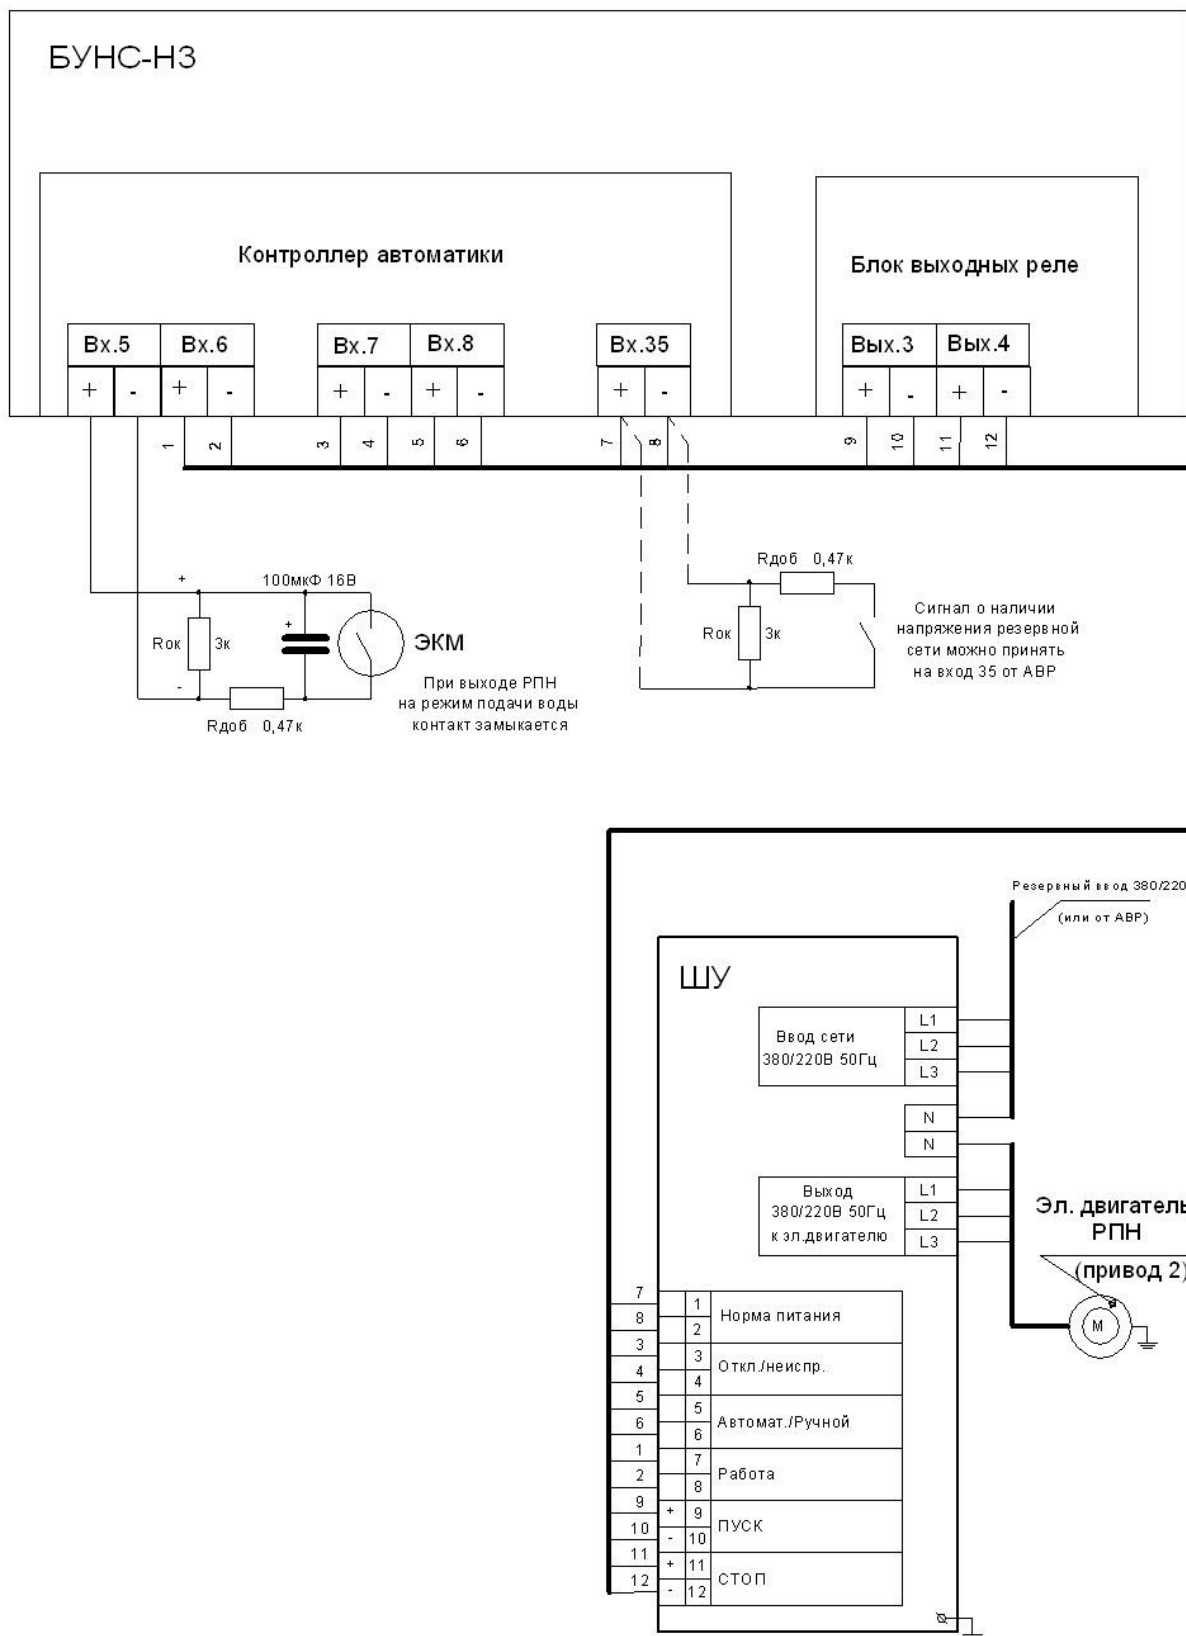 БУНС-НЗ
Контроллер автоматики
Блок выходных реле
Вх.5 Вх.6 Вх.7 Вх.8 Вх.35 Вых.3 Вых.4
+ - + - + - + - + - + - + -
1 2 3 4 5 6 7 8 9 10 11 12
Rдоб 0,47к
+ 100мкФ 16В
+
Rок 3к
ЭКМ
-
Rдоб 0,47к
При выходе РПН
на режим подачи воды
контакт замыкается
Rок 3к
Сигнал о наличии
напряжения резервной
сети можно принять
на вход 35 от АВР
Резервный ввод 380/220
(или от АВР)
ШУ
Ввод сети
380/220В 50Гц
L1
L2
L3
N
N
Выход
380/220В 50Гц
к эл.двигателю
L1
L2
L3
Эл. двигатель
РПН
(привод 2)
М
7 1
8 2
Норма питания
3 3
4 4
Откл./неиспр.
5 5
6 6
Автомат./Ручной
1 7
2 8
Работа
9 + 9
10 - 10
ПУСК
11 + 11
12 - 12
СТОП